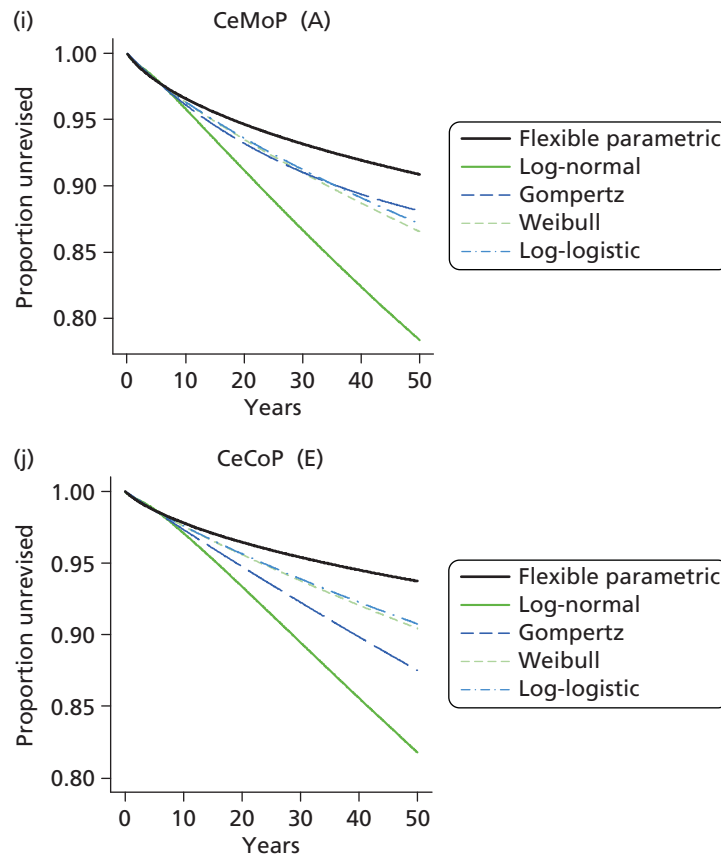 (i) CeMoP (A)
1.00
0.95
0.90
0.85
0.80
Proportion unrevised
0 10 20 30 40 50
Years
Flexible parametric
Log-normal
Gompertz
Weibull
Log-logistic
(j) CeCoP (E)
1.00
0.95
0.90
0.85
0.80
Proportion unrevised
0 10 20 30 40 50
Years
Flexible parametric
Log-normal
Gompertz
Weibull
Log-logistic